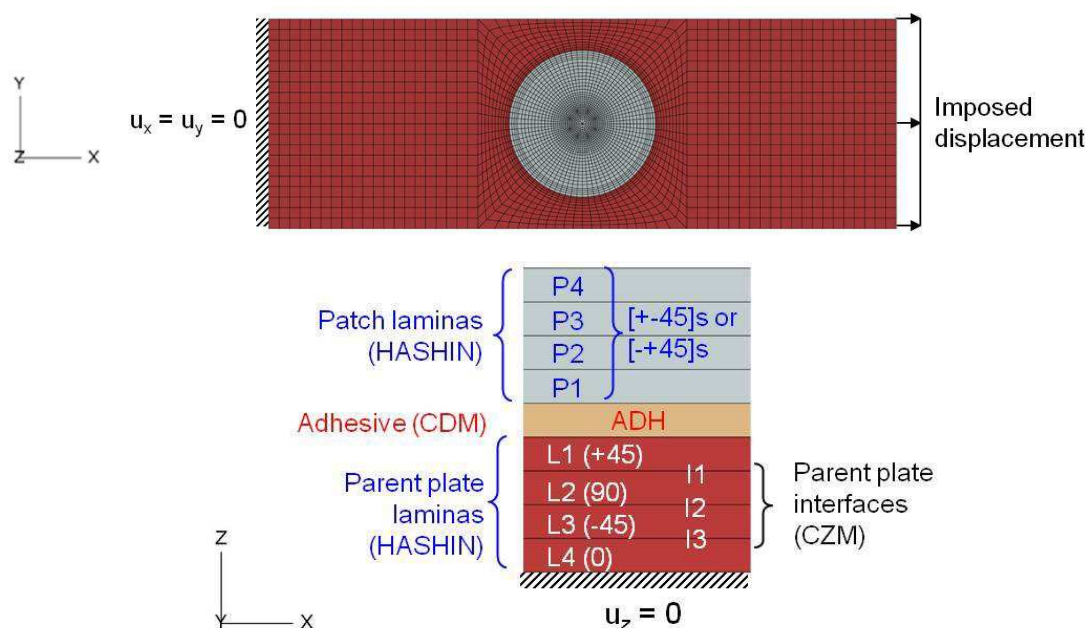 Y
Z X
u_x = u_y = 0
Imposed
displacement
Patch laminas
(HASHIN)
P4
P3
P2
P1
[+-45]s or
[-+45]s
Adhesive (CDM)
ADH
Parent plate
laminas
(HASHIN)
L1 (+45)
I1
L2 (90)
I2
L3 (-45)
I3
L4 (0)
Parent plate
interfaces
(CZM)
Z
Y X
u_z = 0